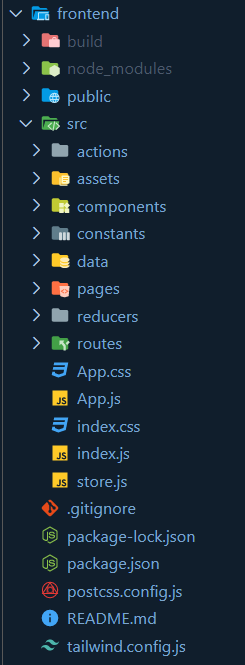 frontend
build
node_modules
public
src
actions
assets
components
constants
data
pages
reducers
routes
App.css
JS App.js
index.css
JS index.js
JS store.js
.gitignore
package-lock.json
package.json
postcss.config.js
README.md
tailwind.config.js